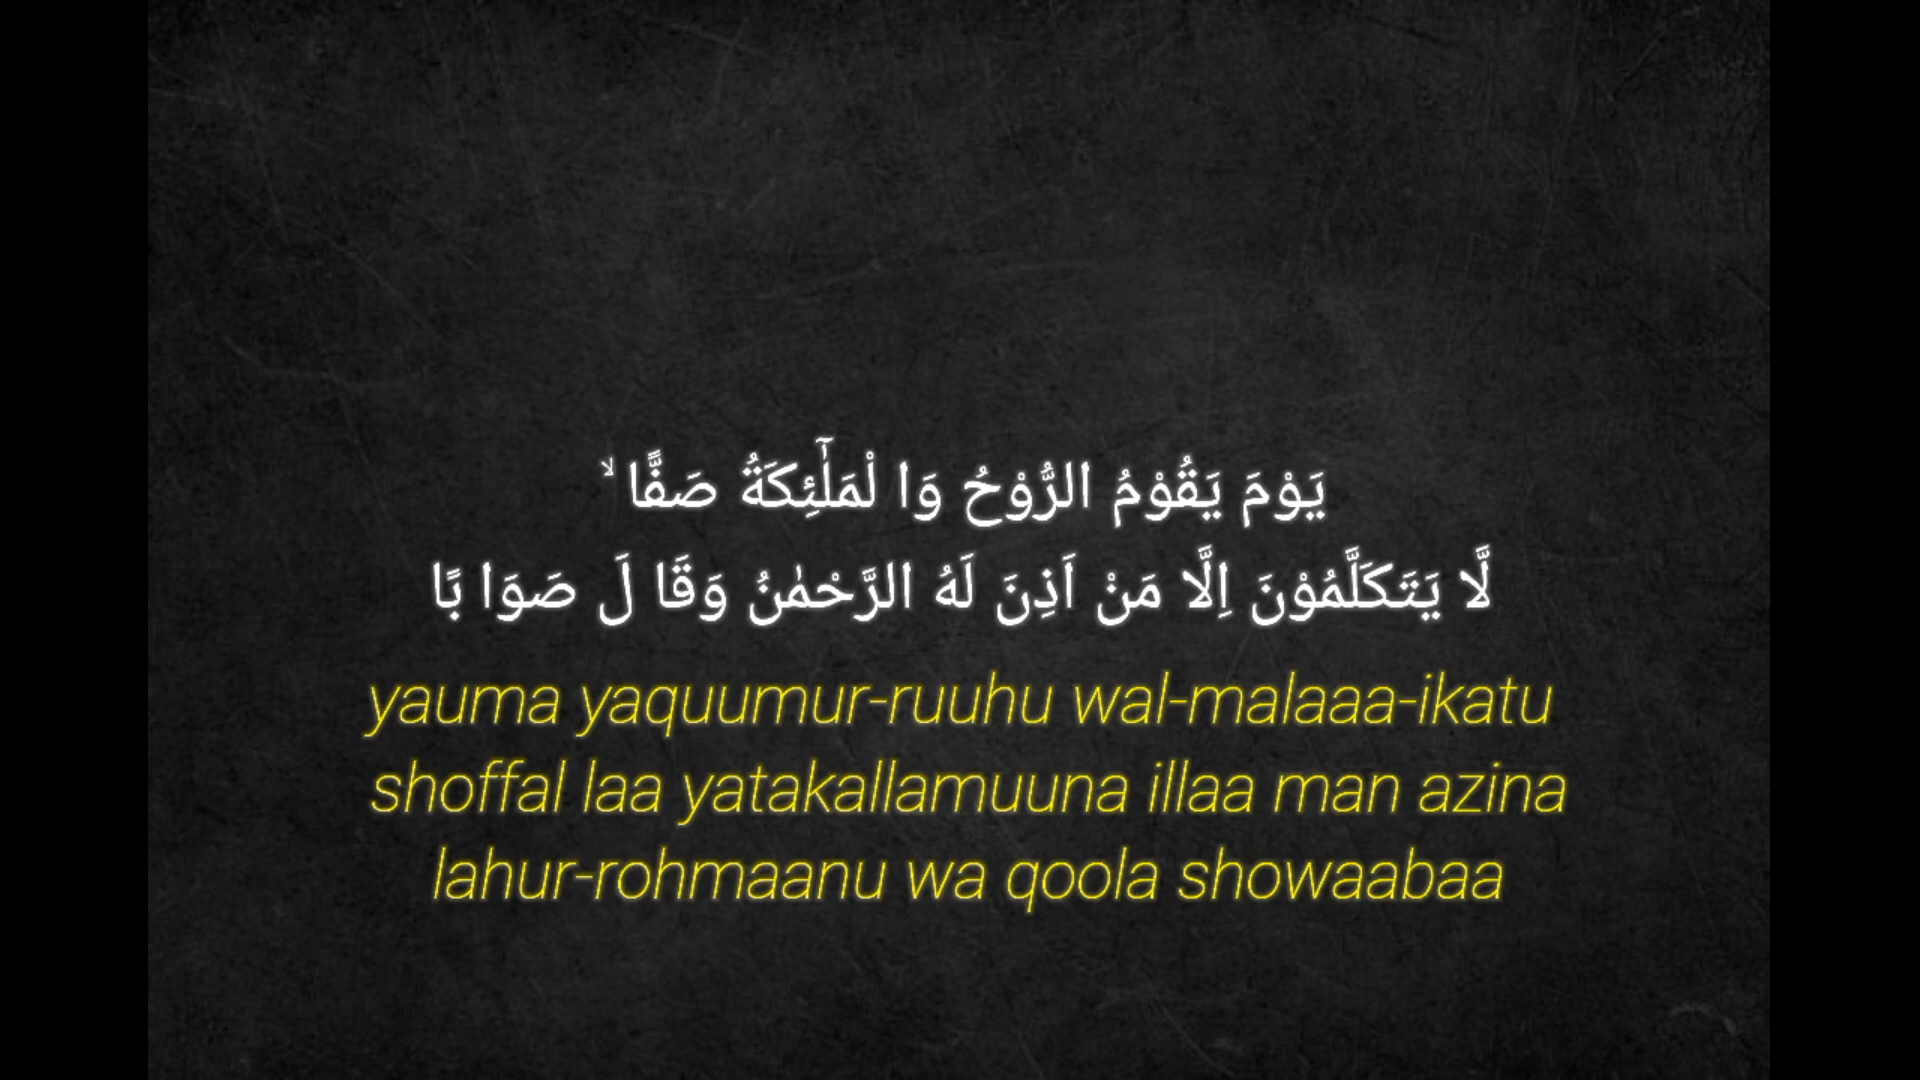 يَوْمَ يَقُوْمُ الرُّوْحُ وَا لْمَلٰٓئِكَةُ صَفًّا ۙ
لَّا يَتَكَلَّمُوْنَ اِلَّا مَنْ اَذِنَ لَهُ الرَّحْمٰنُ وَقَا لَ صَوَا بًا
yauma yaquumur-ruuhu wal-malaaa-ikatu
shoffal laa yatakallamuuna illaa man azina
lahur-rohmaanu wa qoola showaabaa